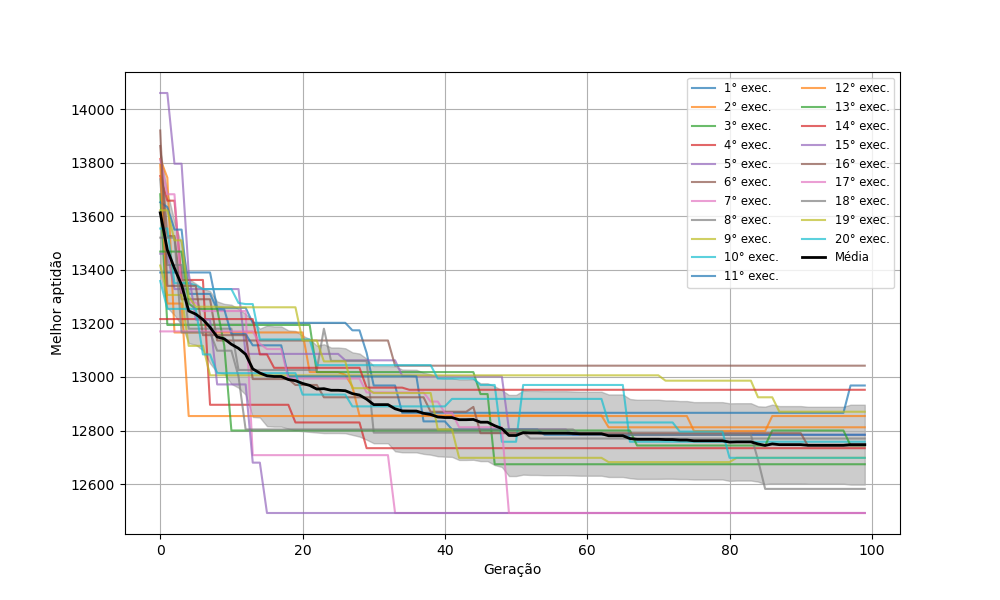 14000
13800
13600
13400
13200
13000
12800
12600
Melhor aptidão
0
20
40
60
80
100
Geração
1° exec.
2° exec.
3° exec.
4° exec.
5° exec.
6° exec.
7° exec.
8° exec.
9° exec.
10° exec.
11° exec.
12° exec.
13° exec.
14° exec.
15° exec.
16° exec.
17° exec.
18° exec.
19° exec.
20° exec.
Média